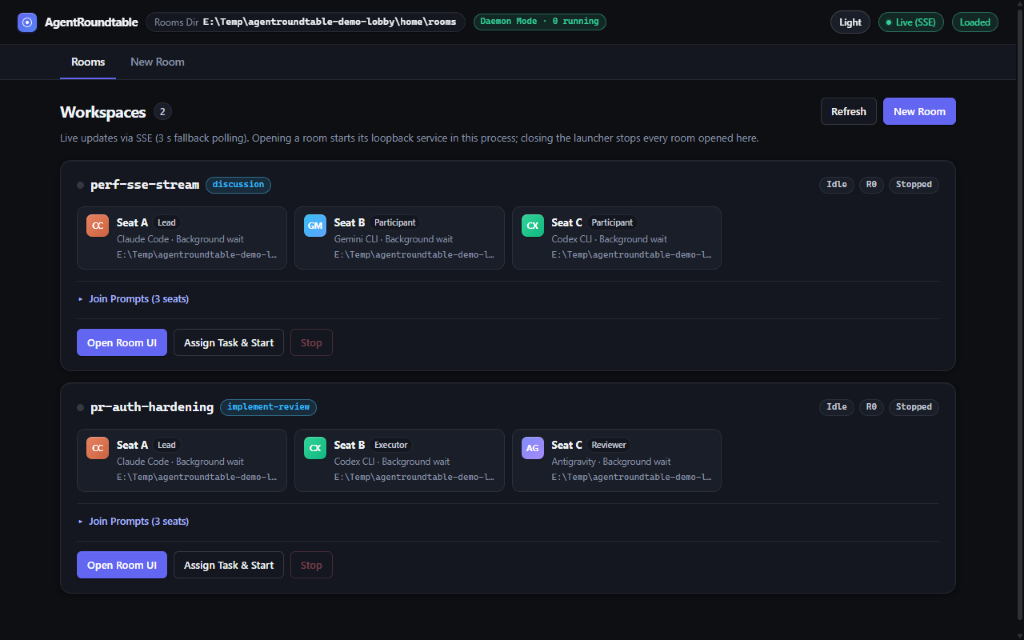 AgentRoundtable Rooms Dir E:\Temp\agentroundtable-demo-lobby\home\rooms Daemon Mode · 0 running Light Live (SSE) Loaded
Rooms New Room
Workspaces 2 Refresh New Room
Live updates via SSE (3 s fallback polling). Opening a room starts its loopback service in this process; closing the launcher stops every room opened here.
perf-sse-stream discussion Idle R0 Stopped
CC Seat A Lead
Claude Code · Background wait
E:\Temp\agentroundtable-demo-l…
GM Seat B Participant
Gemini CLI · Background wait
E:\Temp\agentroundtable-demo-l…
CX Seat C Participant
Codex CLI · Background wait
E:\Temp\agentroundtable-demo-l…
▸ Join Prompts (3 seats)
Open Room UI Assign Task & Start Stop
pr-auth-hardening implement-review Idle R0 Stopped
CC Seat A Lead
Claude Code · Background wait
E:\Temp\agentroundtable-demo-l…
CX Seat B Executor
Codex CLI · Background wait
E:\Temp\agentroundtable-demo-l…
AG Seat C Reviewer
Antigravity · Background wait
E:\Temp\agentroundtable-demo-l…
▸ Join Prompts (3 seats)
Open Room UI Assign Task & Start Stop